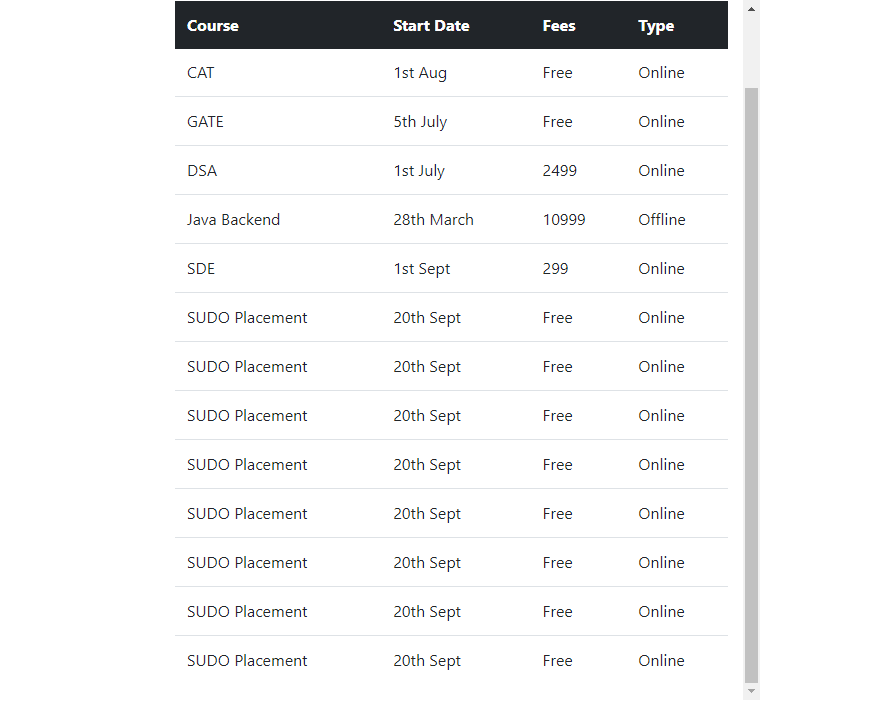 Course Start Date Fees Type
CAT 1st Aug Free Online
GATE 5th July Free Online
DSA 1st July 2499 Online
Java Backend 28th March 10999 Offline
SDE 1st Sept 299 Online
SUDO Placement 20th Sept Free Online
SUDO Placement 20th Sept Free Online
SUDO Placement 20th Sept Free Online
SUDO Placement 20th Sept Free Online
SUDO Placement 20th Sept Free Online
SUDO Placement 20th Sept Free Online
SUDO Placement 20th Sept Free Online
SUDO Placement 20th Sept Free Online